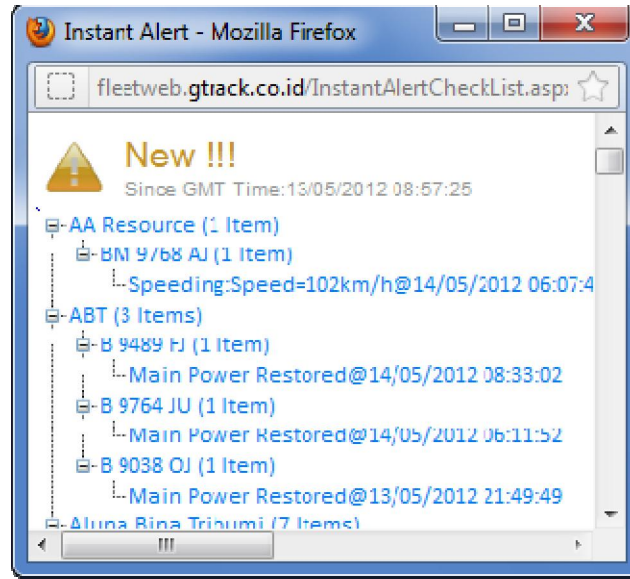 Instant Alert - Mozilla Firefox
fleetweb.gtrack.co.id/InstantAlertCheckList.asp
New !!!
Since GMT Time:13/05/2012 08:57:25
AA Resource (1 Item)
BM 9768 AJ (1 Item)
Speeding:Speed=102km/h@14/05/2012 06:07:4
ABT (3 Items)
B 9489 FJ (1 Item)
Main Power Restored@14/05/2012 08:33:02
B 9764 JU (1 Item)
Main Power Restored@14/05/2012 06:11:52
B 9038 OJ (1 Item)
Main Power Restored@13/05/2012 21:49:49
Aluna Bina Tribumi (7 Items)